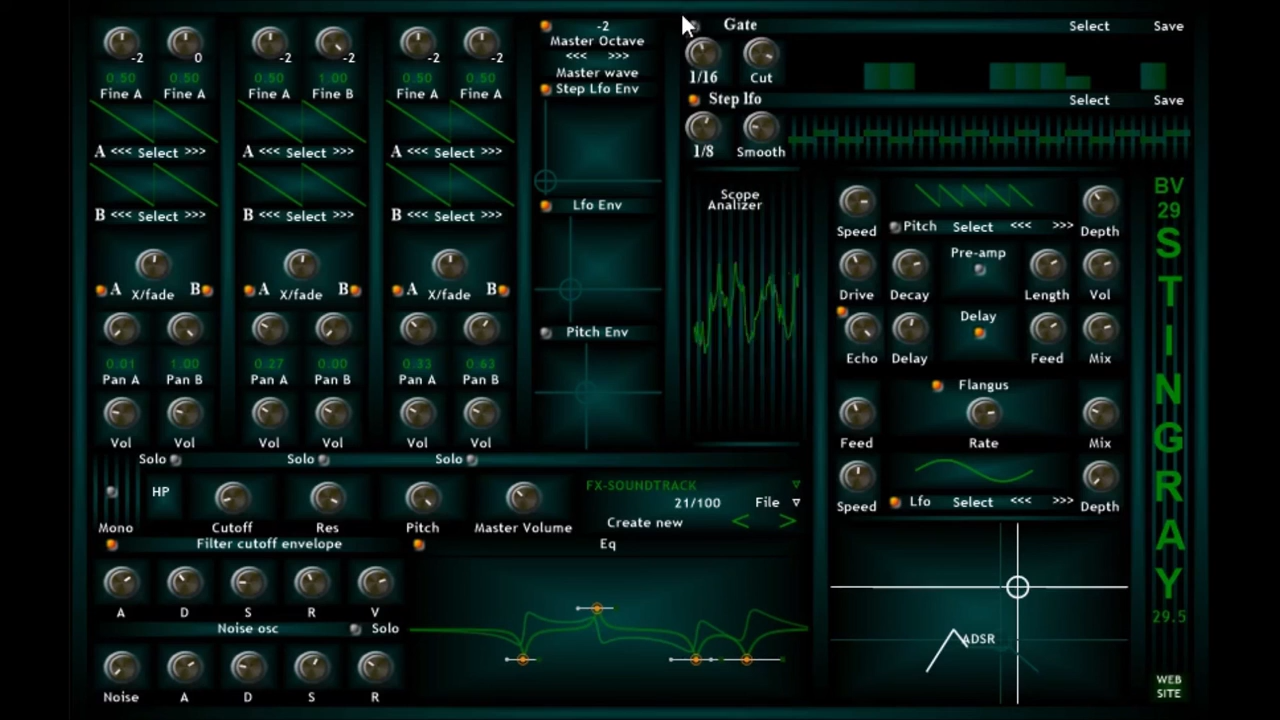 -2 0 -2 -2 -2 -2
0.50 0.50 0.50 1.00 0.50 0.50
Fine A Fine A Fine A Fine B Fine A Fine A
A <<< Select >>> A <<< Select >>> A <<< Select >>>
B <<< Select >>> B <<< Select >>> B <<< Select >>>
A X/fade B A X/fade B A X/fade B
0.01 1.00 0.27 0.00 0.33 0.63
Pan A Pan B Pan A Pan B Pan A Pan B
Vol Vol Vol Vol Vol Vol
Solo Solo Solo
-2
Master Octave
<<< >>>
Master wave
Step Lfo Env
Lfo Env
Pitch Env
Gate Select Save
1/16 Cut
Step lfo Select Save
1/8 Smooth
Scope
Analizer
Speed Pitch Select <<< >>> Depth
Pre-amp
Drive Decay Length Vol
Delay
Echo Delay Feed Mix
Flangus
Feed Rate Mix
Speed Lfo Select <<< >>> Depth
ADSR
BV
29
STINGRAY
29.5
WEB
SITE
HP
Mono Cutoff Res Pitch Master Volume
FX-SOUNDTRACK
21/100 File
Create new < >
Filter cutoff envelope
A D S R V
Noise osc Solo
Noise A D S R
Eq